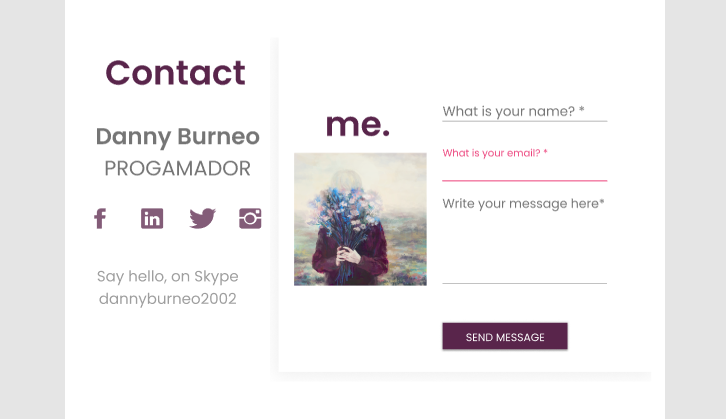 Contact
Danny Burneo
PROGAMADOR
Say hello, on Skype
dannyburneo2002
me.
What is your name? *
What is your email? *
Write your message here*
SEND MESSAGE